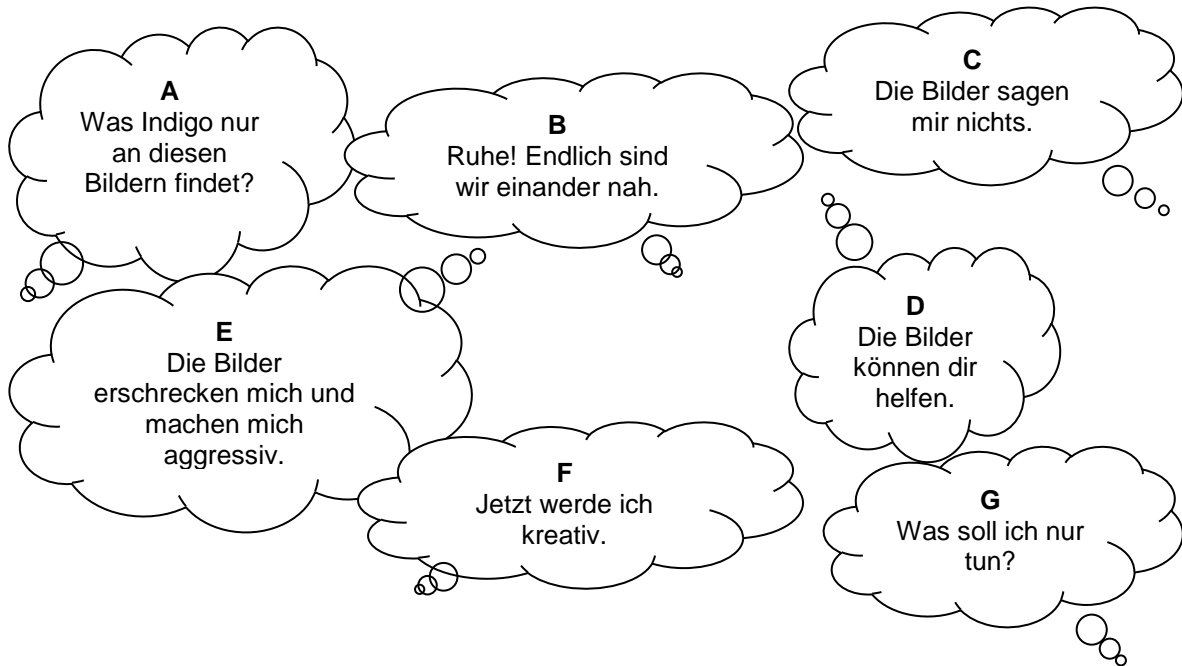 A
Was Indigo nur
an diesen
Bildern findet?
B
Ruhe! Endlich sind
wir einander nah.
C
Die Bilder sagen
mir nichts.
D
Die Bilder
können dir
helfen.
E
Die Bilder
erschrecken mich und
machen mich
aggressiv.
F
Jetzt werde ich
kreativ.
G
Was soll ich nur
tun?